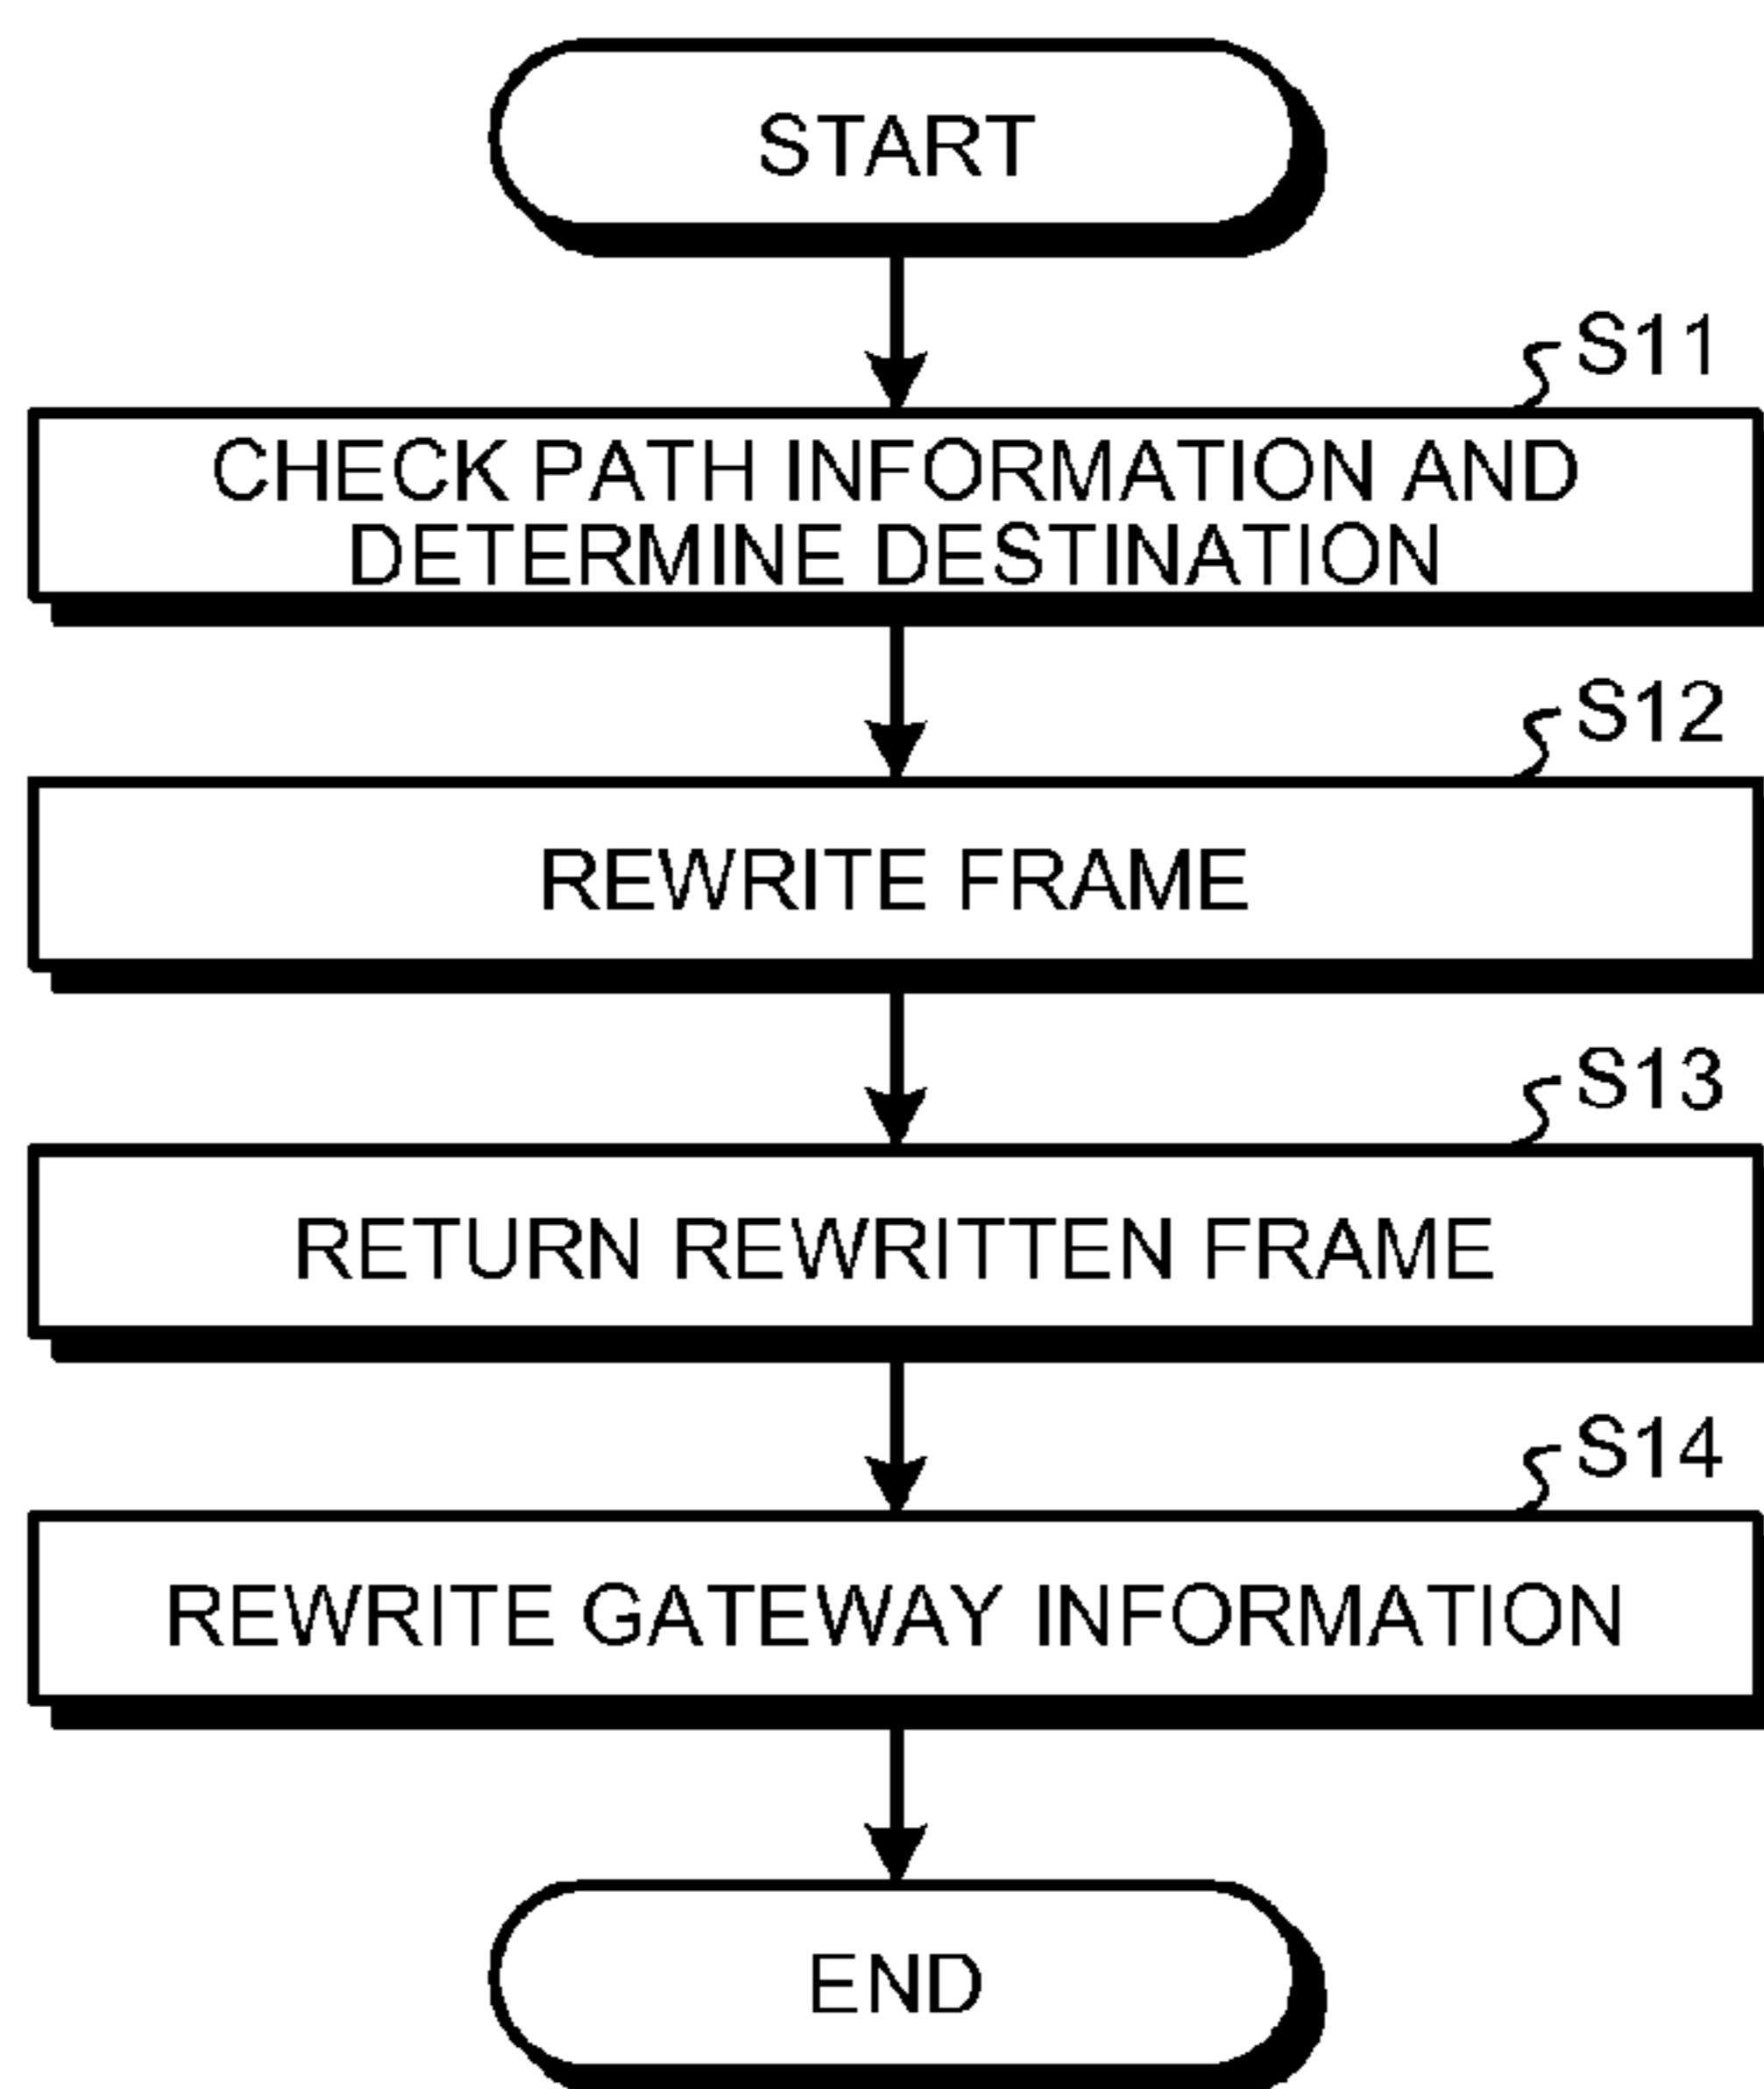 START
S11
CHECK PATH INFORMATION AND
DETERMINE DESTINATION
S12
REWRITE FRAME
S13
RETURN REWRITTEN FRAME
S14
REWRITE GATEWAY INFORMATION
END